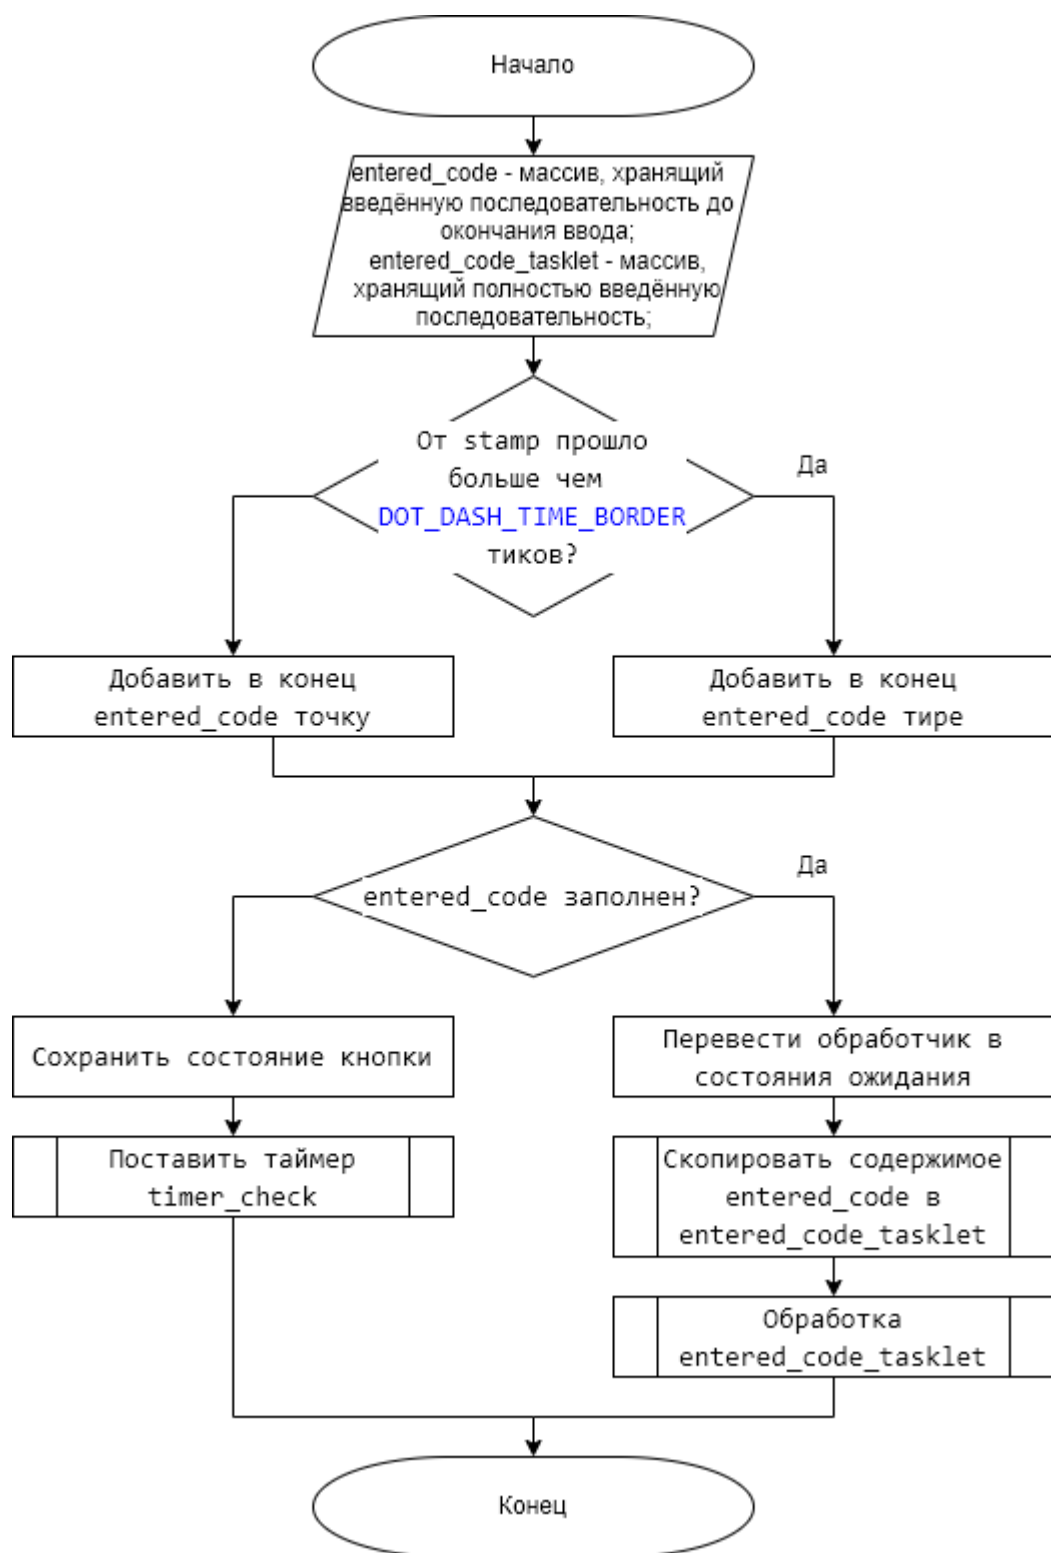 Начало
entered_code - массив, хранящий
введённую последовательность до
окончания ввода;
entered_code_tasklet - массив,
хранящий полностью введённую
последовательность;
От stamp прошло
больше чем
DOT_DASH_TIME_BORDER
тиков?
Да
Добавить в конец
entered_code точку
Добавить в конец
entered_code тире
entered_code заполнен?
Да
Сохранить состояние кнопки
Перевести обработчик в
состояния ожидания
Поставить таймер
timer_check
Скопировать содержимое
entered_code в
entered_code_tasklet
Обработка
entered_code_tasklet
Конец